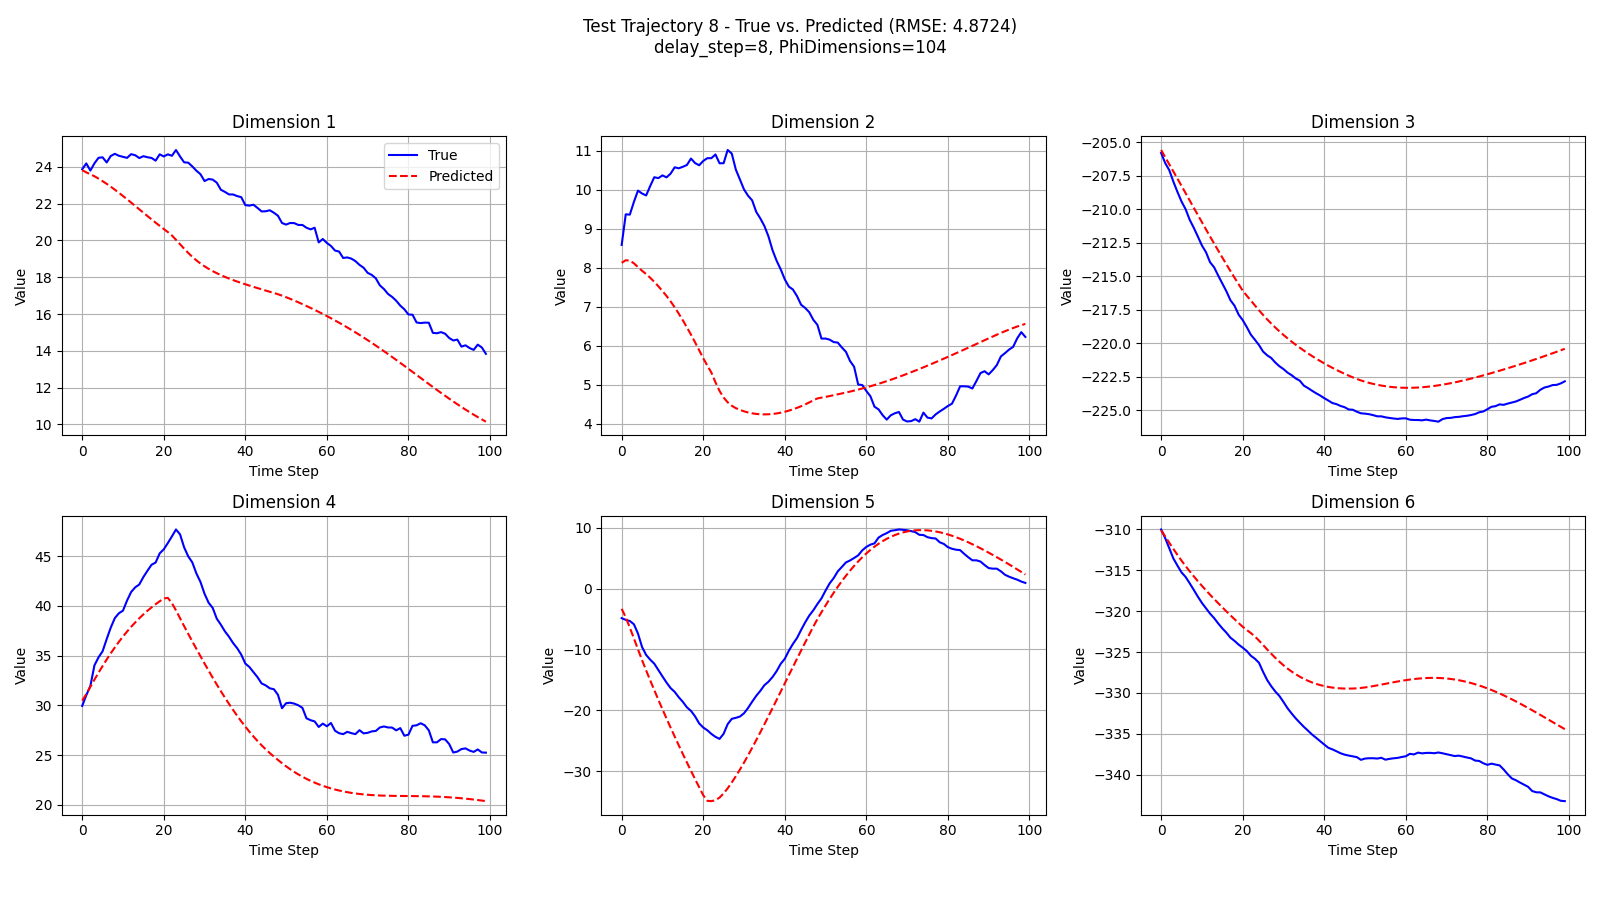 Test Trajectory 8 - True vs. Predicted (RMSE: 4.8724)
delay_step=8, PhiDimensions=104
Dimension 1
True
Predicted
Value
24
22
20
18
16
14
12
10
0 20 40 60 80 100
Time Step
Dimension 2
Value
11
10
9
8
7
6
5
4
0 20 40 60 80 100
Time Step
Dimension 3
Value
−205.0
−207.5
−210.0
−212.5
−215.0
−217.5
−220.0
−222.5
−225.0
0 20 40 60 80 100
Time Step
Dimension 4
Value
45
40
35
30
25
20
0 20 40 60 80 100
Time Step
Dimension 5
Value
10
0
−10
−20
−30
0 20 40 60 80 100
Time Step
Dimension 6
Value
−310
−315
−320
−325
−330
−335
−340
0 20 40 60 80 100
Time Step